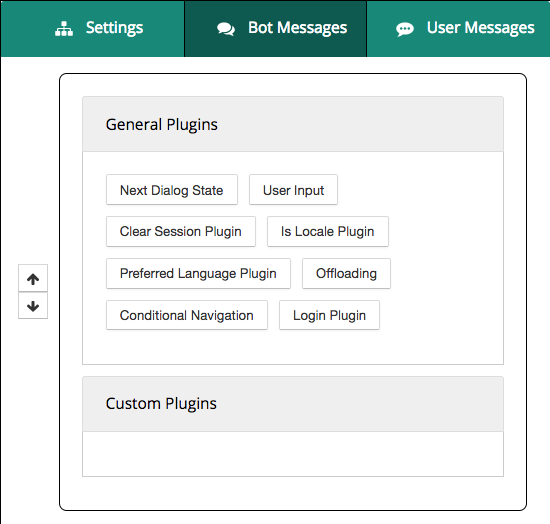 Settings Bot Messages User Messages
General Plugins
Next Dialog State User Input
Clear Session Plugin Is Locale Plugin
Preferred Language Plugin Offloading
Conditional Navigation Login Plugin
Custom Plugins